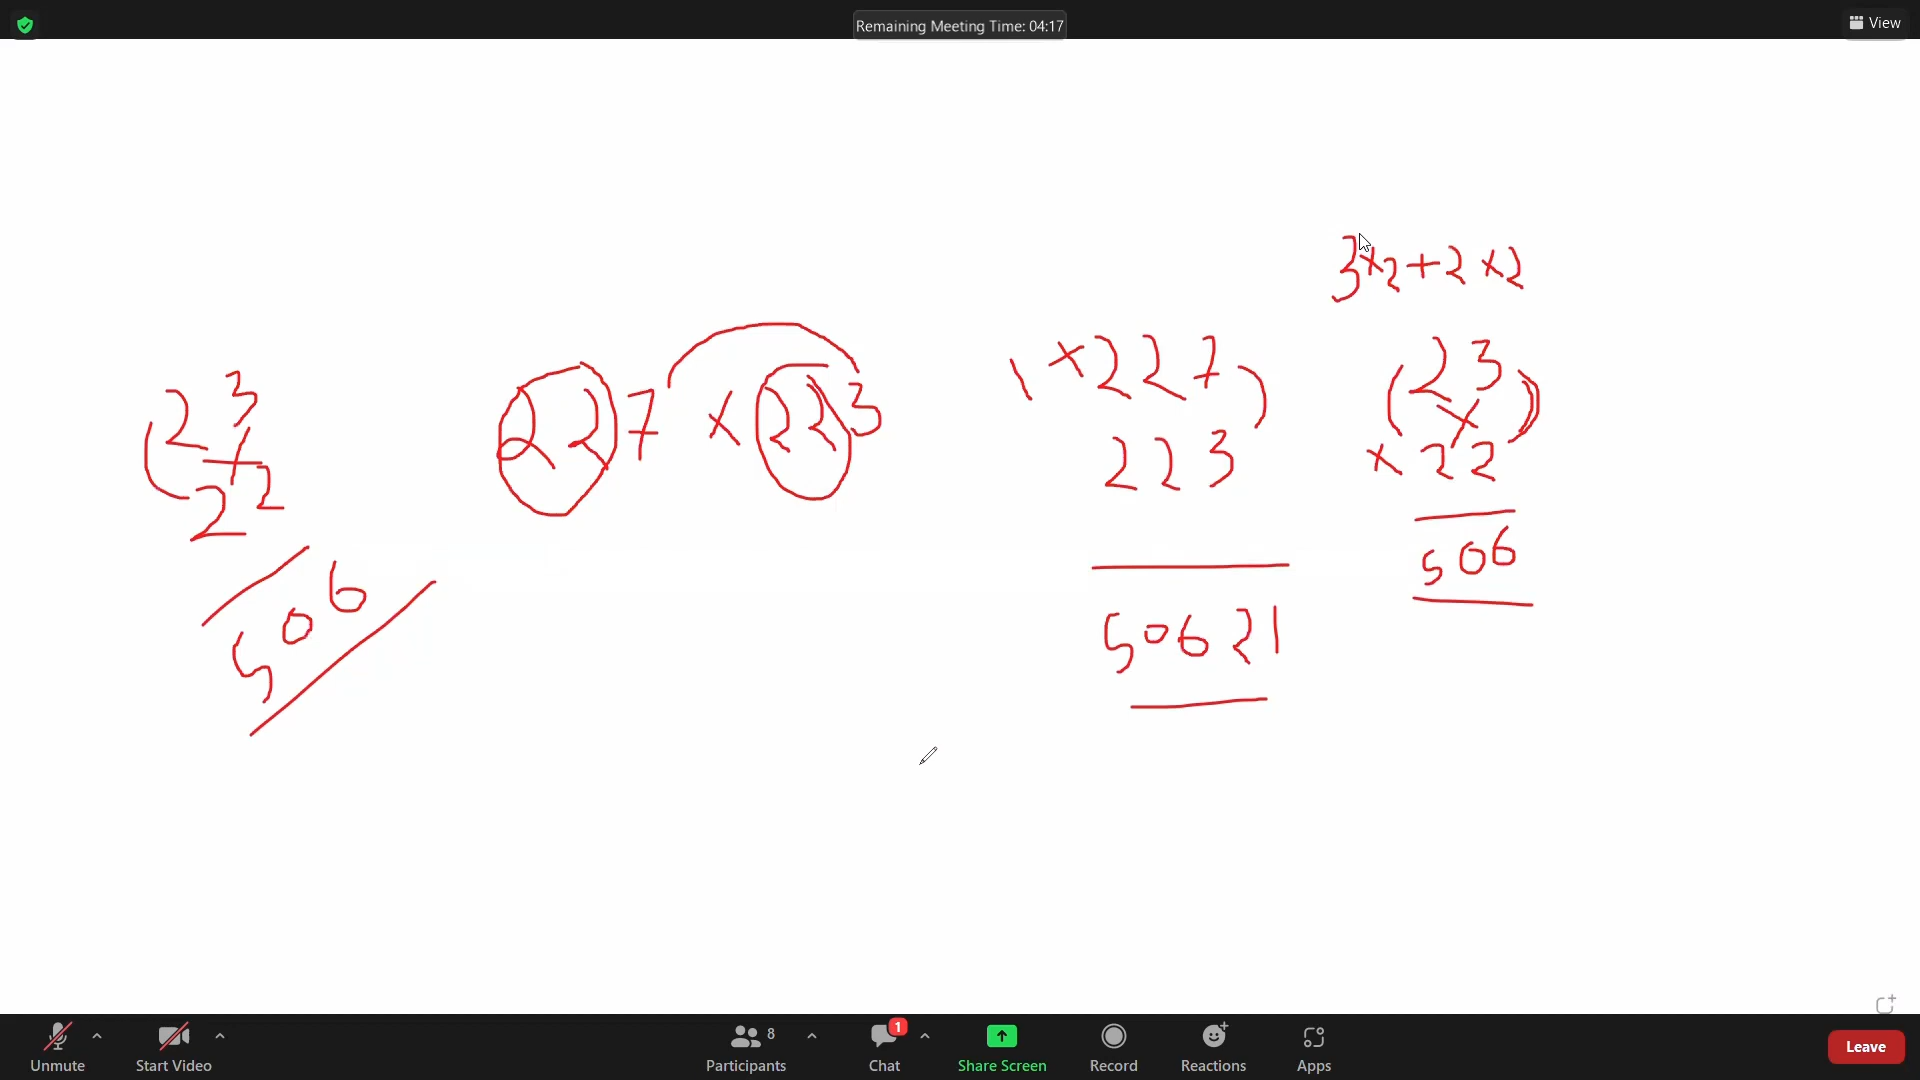 Remaining Meeting Time: 04:17
View
3×2+2×2
23
22
506
227×223
×227
223
50621
23
×22
506
Unmute
Start Video
Participants
8
Chat
1
Share Screen
Record
Reactions
Apps
Leave